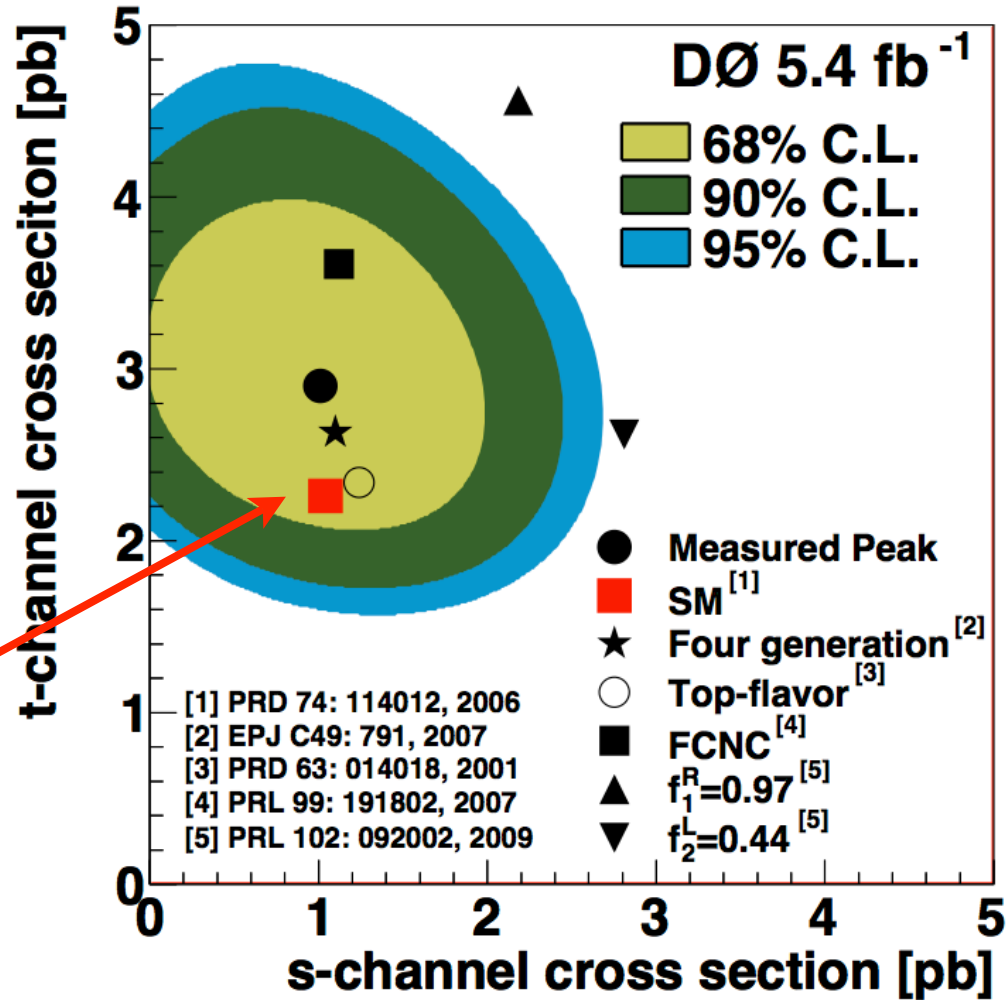 DØ 5.4 fb⁻¹
68% C.L.
90% C.L.
95% C.L.
t-channel cross seciton [pb]
5
4
3
2
1
0
Measured Peak
SM[1]
Four generation[2]
Top-flavor[3]
FCNC[4]
f₁ᴿ=0.97[5]
f₂ᴸ=0.44[5]
[1] PRD 74: 114012, 2006
[2] EPJ C49: 791, 2007
[3] PRD 63: 014018, 2001
[4] PRL 99: 191802, 2007
[5] PRL 102: 092002, 2009
0 1 2 3 4 5
s-channel cross section [pb]